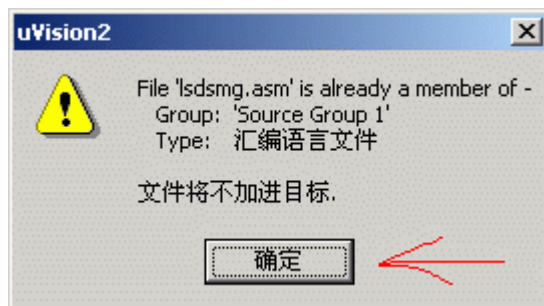 uVision2
File 'lsdsmg.asm' is already a member of -
Group: 'Source Group 1'
Type: 汇编语言文件
文件将不加进目标.
确定